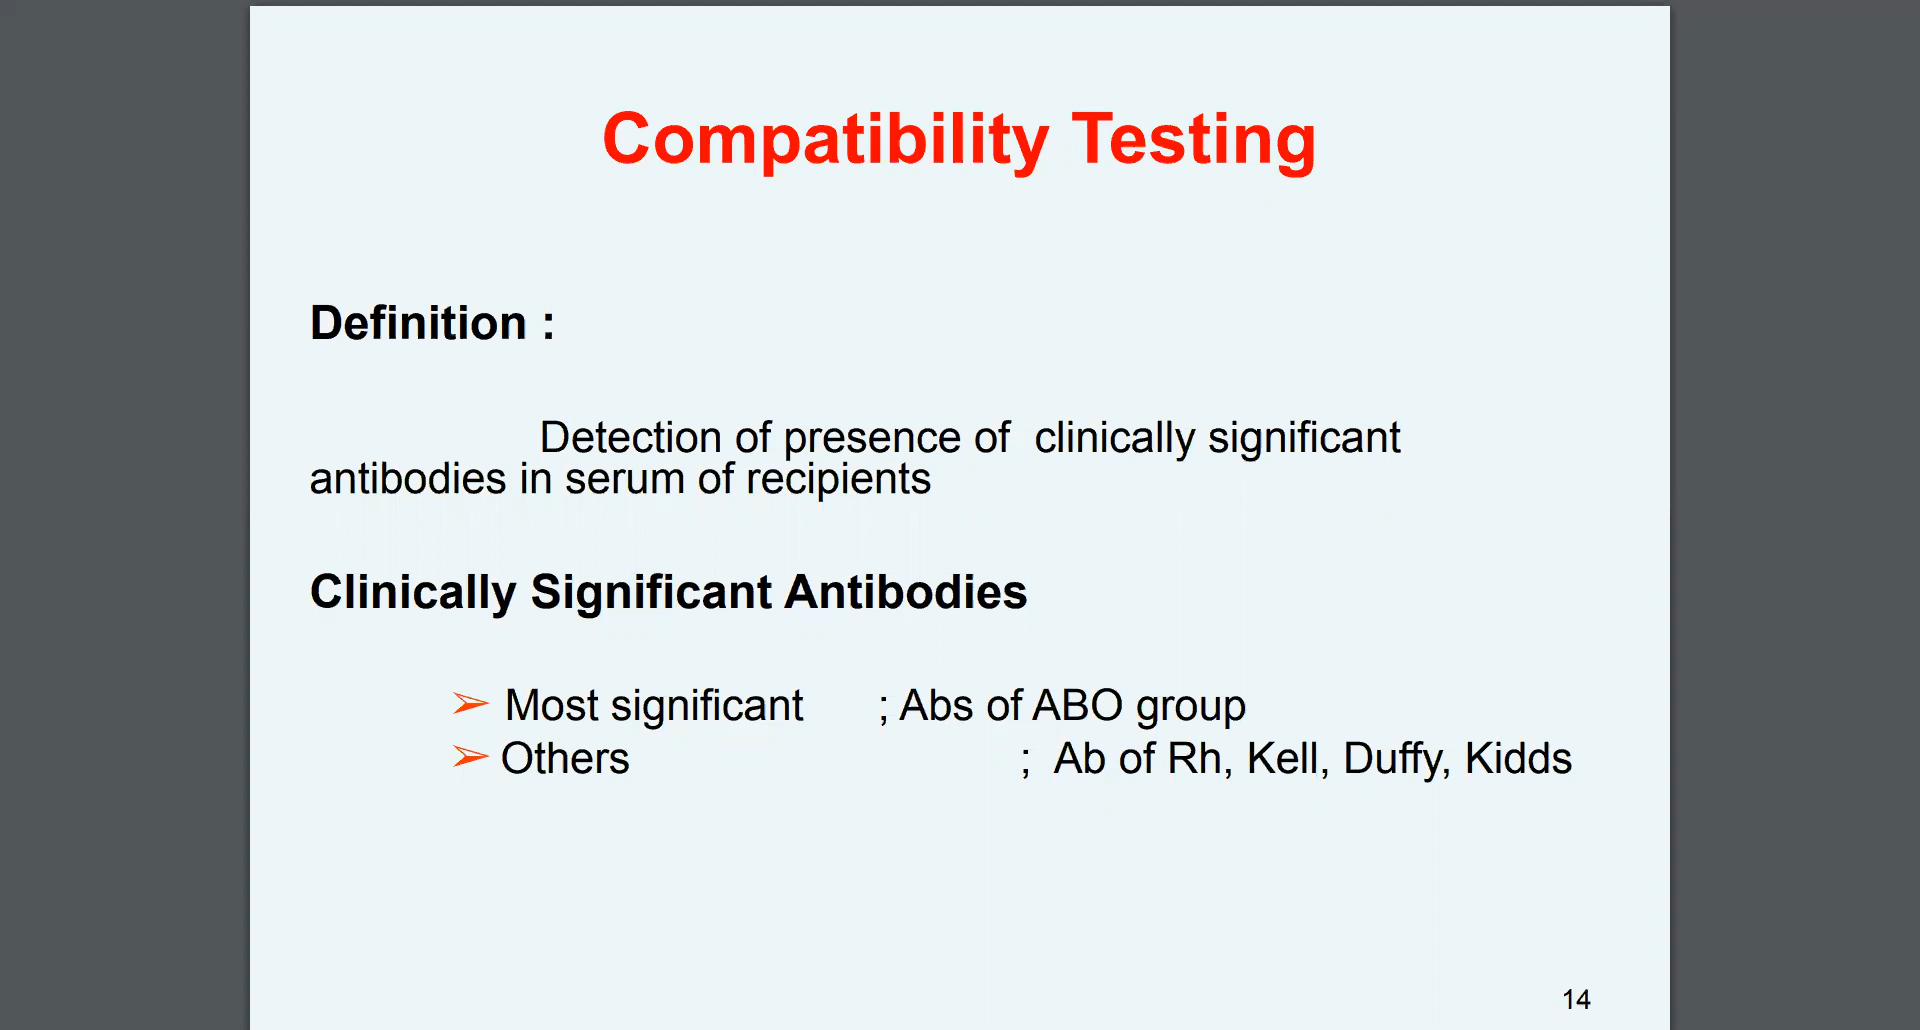 Compatibility Testing
Definition :
Detection of presence of  clinically significant
antibodies in serum of recipients
Clinically Significant Antibodies
➢ Most significant ; Abs of ABO group
➢ Others ;  Ab of Rh, Kell, Duffy, Kidds
14